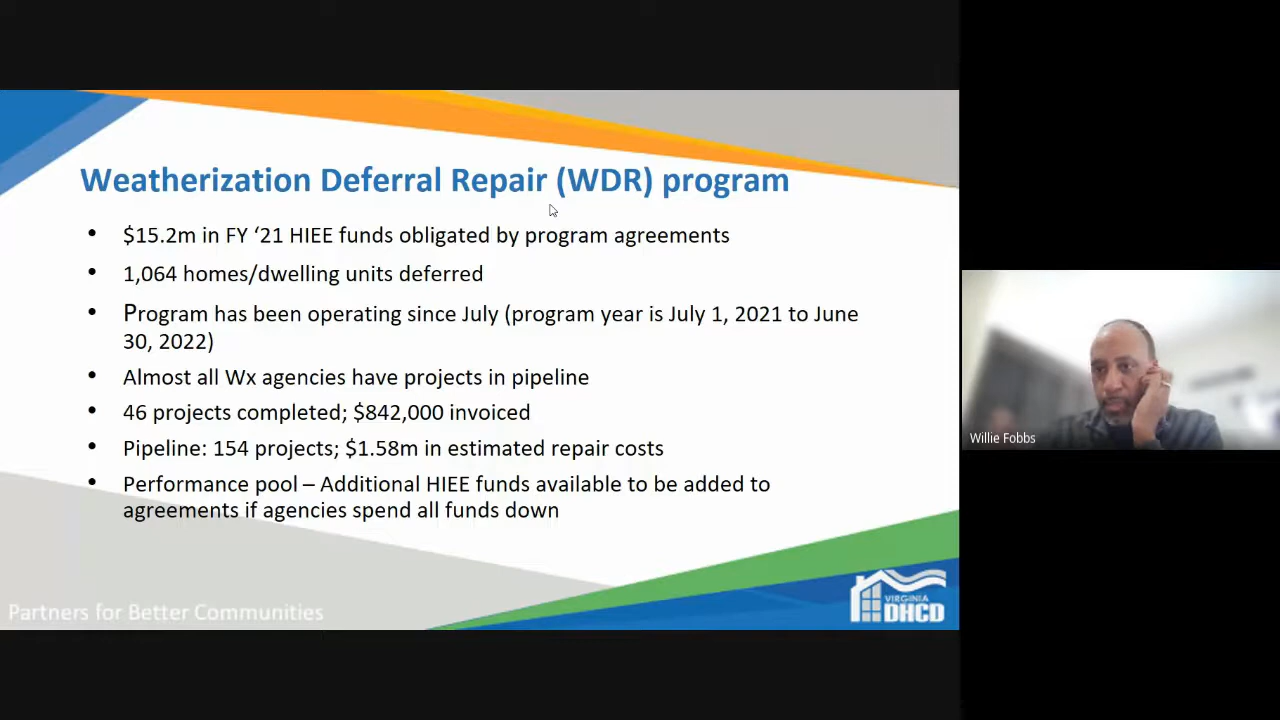 Weatherization Deferral Repair (WDR) program
• $15.2m in FY ‘21 HIEE funds obligated by program agreements
• 1,064 homes/dwelling units deferred
• Program has been operating since July (program year is July 1, 2021 to June
30, 2022)
• Almost all Wx agencies have projects in pipeline
• 46 projects completed; $842,000 invoiced
• Pipeline: 154 projects; $1.58m in estimated repair costs
• Performance pool – Additional HIEE funds available to be added to
agreements if agencies spend all funds down
Partners for Better Communities
VIRGINIA
DHCD
Willie Fobbs